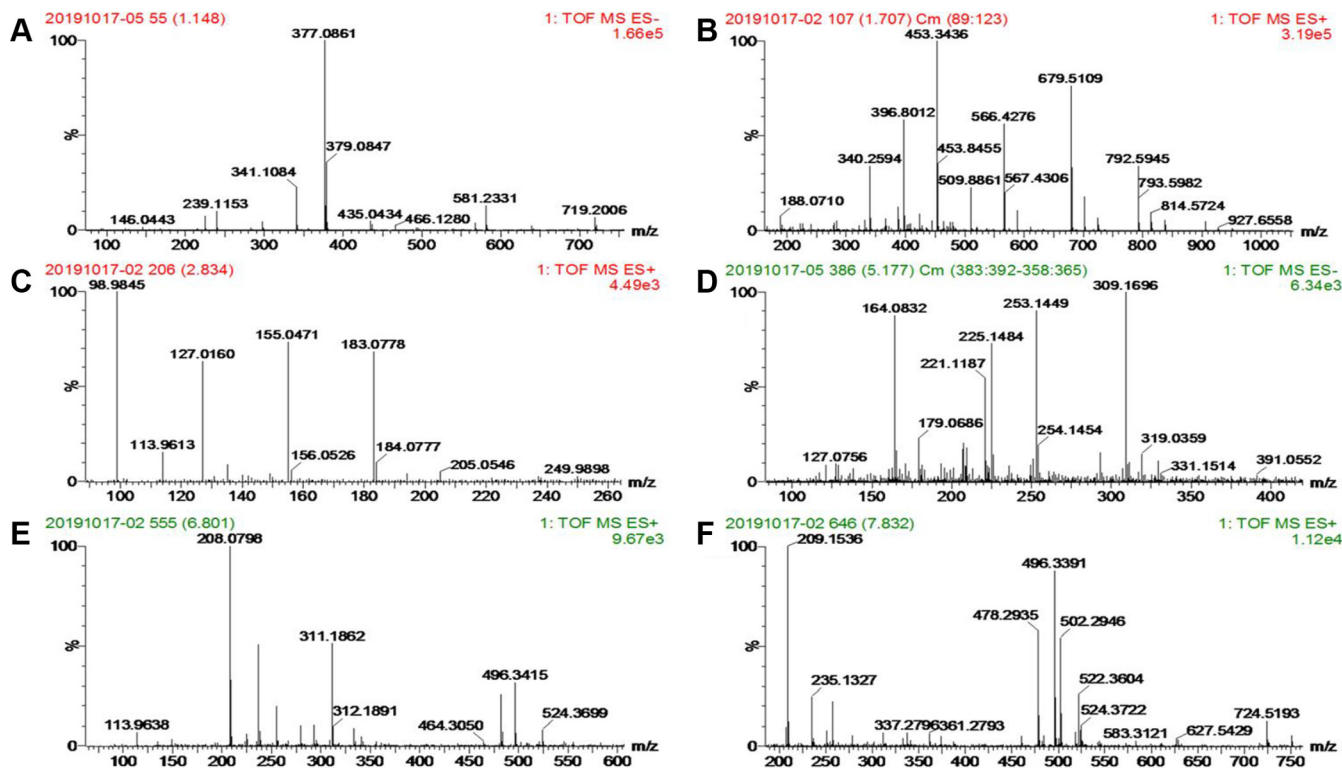 A
20191017-05 55 (1.148)
1: TOF MS ES-
1.66e5
100
%
0
377.0861
379.0847
341.1084
239.1153
146.0443
435.0434
466.1280
581.2331
719.2006
100 200 300 400 500 600 700 m/z
B
20191017-02 107 (1.707) Cm (89:123)
1: TOF MS ES+
3.19e5
100
%
0
453.3436
679.5109
396.8012
566.4276
453.8455
340.2594
509.8861
567.4306
792.5945
793.5982
188.0710
814.5724
927.6558
200 300 400 500 600 700 800 900 1000 m/z
C
20191017-02 206 (2.834)
1: TOF MS ES+
4.49e3
100
%
0
98.9845
155.0471
127.0160
183.0778
113.9613
156.0526
184.0777
205.0546
249.9898
100 120 140 160 180 200 220 240 260 m/z
D
20191017-05 386 (5.177) Cm (383:392-358:365)
1: TOF MS ES-
6.34e3
100
%
0
309.1696
253.1449
164.0832
225.1484
221.1187
179.0686
254.1454
127.0756
319.0359
331.1514
391.0552
100 150 200 250 300 350 400 m/z
E
20191017-02 555 (6.801)
1: TOF MS ES+
9.67e3
100
%
0
208.0798
311.1862
496.3415
312.1891
113.9638
464.3050
524.3699
100 150 200 250 300 350 400 450 500 550 600 m/z
F
20191017-02 646 (7.832)
1: TOF MS ES+
1.12e4
100
%
0
209.1536
496.3391
478.2935
502.2946
235.1327
522.3604
524.3722
337.2796
361.2793
583.3121
627.5429
724.5193
200 250 300 350 400 450 500 550 600 650 700 750 m/z